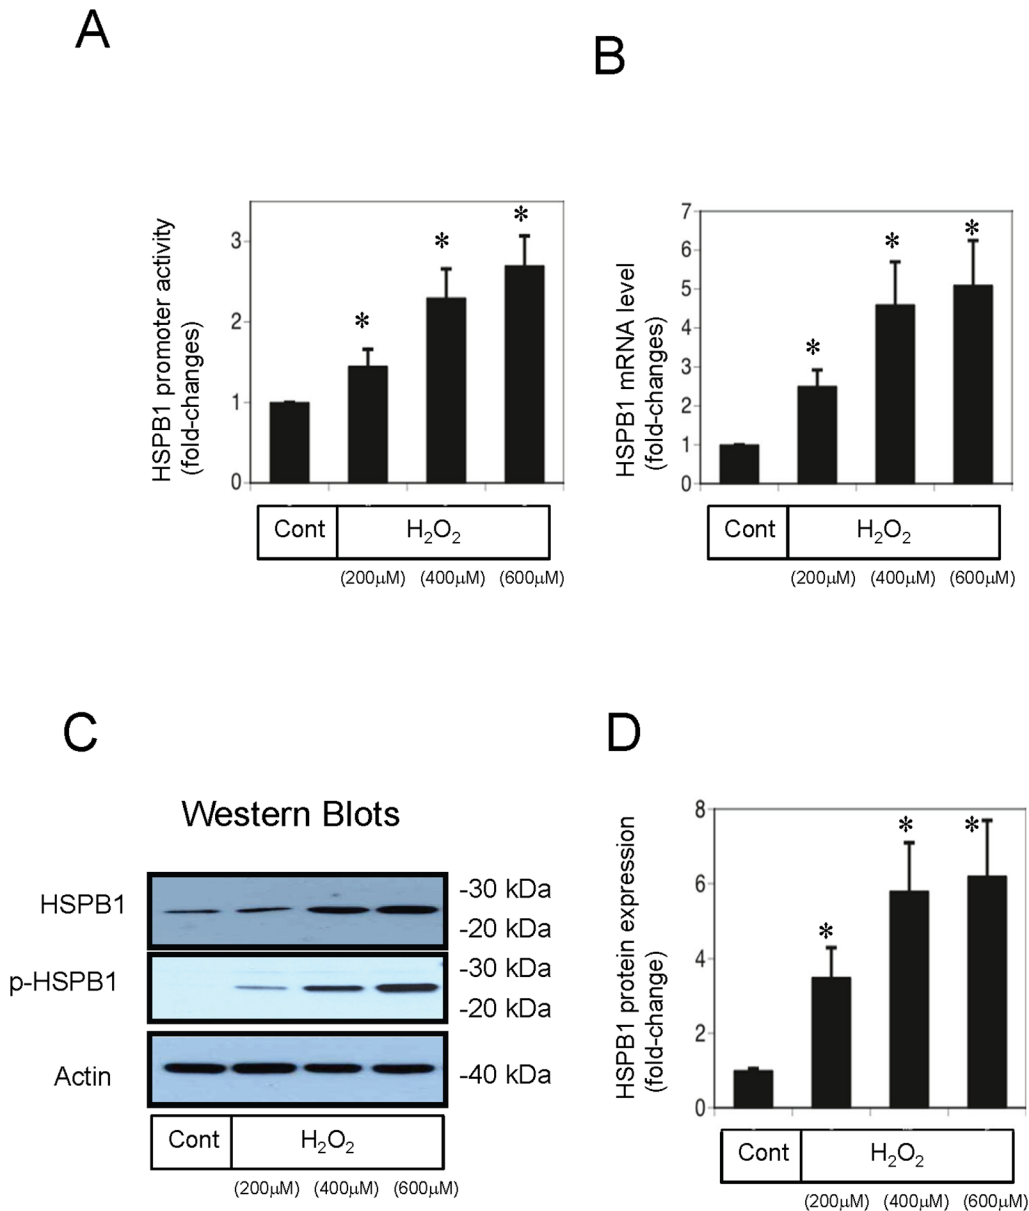 A
HSPB1 promoter activity
(fold-changes)
3
2
1
0
*
*
*
Cont
H₂O₂
(200µM)
(400µM)
(600µM)
B
HSPB1 mRNA level
(fold-changes)
7
6
5
4
3
2
1
0
*
*
*
Cont
H₂O₂
(200µM)
(400µM)
(600µM)
C
Western Blots
HSPB1
-30 kDa
-20 kDa
p-HSPB1
-30 kDa
-20 kDa
Actin
-40 kDa
Cont
H₂O₂
(200µM)
(400µM)
(600µM)
D
HSPB1 protein expression
(fold-change)
8
6
4
2
0
*
*
*
Cont
H₂O₂
(200µM)
(400µM)
(600µM)